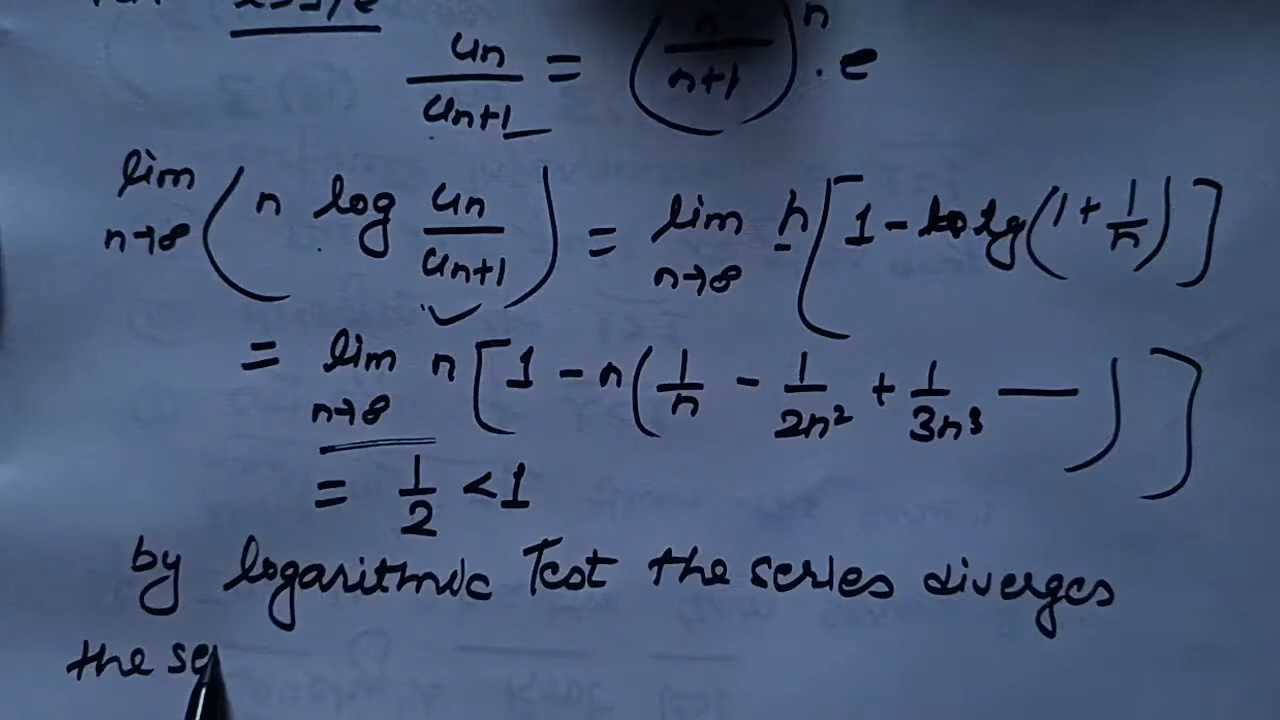 un/un+1 = (n/n+1)^n . e
lim n→∞ ( n log un/un+1 ) = lim n→∞ n [ 1 - log (1 + 1/n) ]
= lim n→∞ n [ 1 - n ( 1/n - 1/2n² + 1/3n³ — ) ]
= 1/2 < 1
by logarithmic Test the series diverges
the se